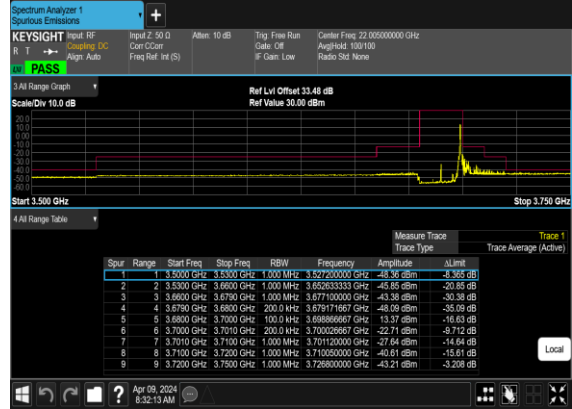 Spectrum Analyzer 1
Spurious Emissions
KEYSIGHT Input: RF Input Z: 50 Ω Atten: 10 dB Trig: Free Run Center Freq: 22.005000000 GHz
R T Coupling: DC Corr CCorr Gate: Off Avg|Hold: 100/100
Align: Auto Freq Ref: Int (S) IF Gain: Low Radio Std: None
PASS
3 All Range Graph
Ref Lvl Offset 33.48 dB
Scale/Div 10.0 dB Ref Value 30.00 dBm
20.0
10.0
0.00
-10.0
-20.0
-30.0
-40.0
-50.0
-60.0
Start 3.500 GHz Stop 3.750 GHz
4 All Range Table
Measure Trace Trace 1
Trace Type Trace Average (Active)
Spur Range Start Freq Stop Freq RBW Frequency Amplitude ΔLimit
1 1 3.5000 GHz 3.5300 GHz 1.000 MHz 3.527200000 GHz -48.36 dBm -8.365 dB
2 2 3.5300 GHz 3.6600 GHz 1.000 MHz 3.652633333 GHz -45.85 dBm -20.85 dB
3 3 3.6600 GHz 3.6790 GHz 1.000 MHz 3.677100000 GHz -43.38 dBm -30.38 dB
4 4 3.6790 GHz 3.6800 GHz 200.0 kHz 3.679171667 GHz -48.09 dBm -35.09 dB
5 5 3.6800 GHz 3.7000 GHz 100.0 kHz 3.698866667 GHz 13.37 dBm -16.63 dB
6 6 3.7000 GHz 3.7010 GHz 200.0 kHz 3.700026667 GHz -22.71 dBm -9.712 dB
7 7 3.7010 GHz 3.7100 GHz 1.000 MHz 3.701120000 GHz -27.64 dBm -14.64 dB
8 8 3.7100 GHz 3.7200 GHz 1.000 MHz 3.710050000 GHz -40.61 dBm -15.61 dB
9 9 3.7200 GHz 3.7500 GHz 1.000 MHz 3.726800000 GHz -43.21 dBm -3.208 dB
Local
Apr 09, 2024
8:32:13 AM